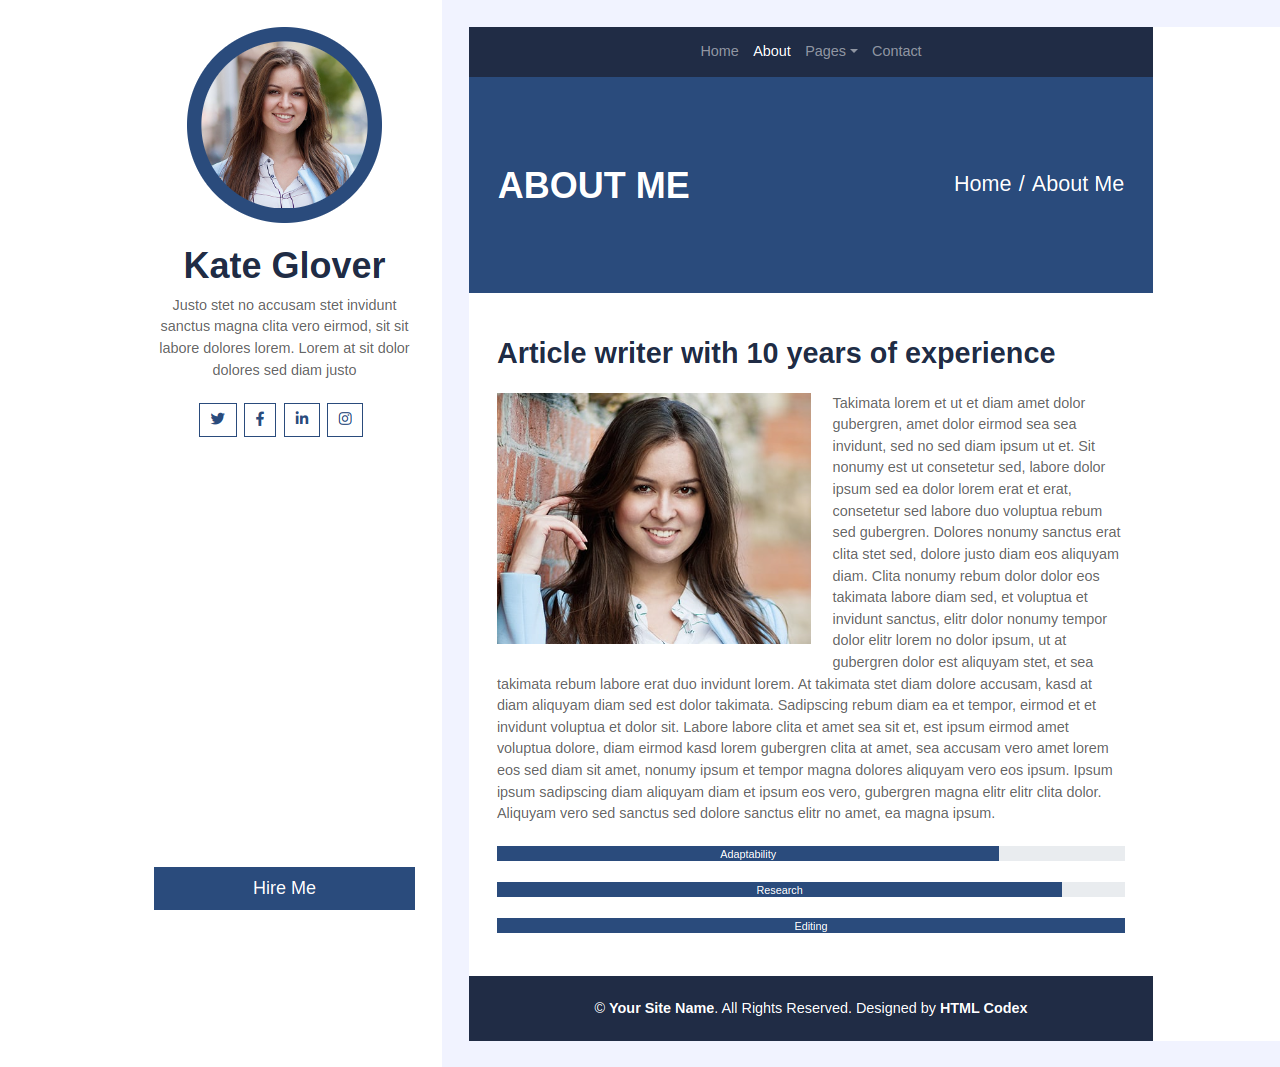 Kate Glover
Justo stet no accusam stet invidunt
sanctus magna clita vero eirmod, sit sit
labore dolores lorem. Lorem at sit dolor
dolores sed diam justo
Hire Me
Home About Pages Contact
ABOUT ME
Home / About Me
Article writer with 10 years of experience
Takimata lorem et ut et diam amet dolor
gubergren, amet dolor eirmod sea sea
invidunt, sed no sed diam ipsum ut et. Sit
nonumy est ut consetetur sed, labore dolor
ipsum sed ea dolor lorem erat et erat,
consetetur sed labore duo voluptua rebum
sed gubergren. Dolores nonumy sanctus erat
clita stet sed, dolore justo diam eos aliquyam
diam. Clita nonumy rebum dolor dolor eos
takimata labore diam sed, et voluptua et
invidunt sanctus, elitr dolor nonumy tempor
dolor elitr lorem no dolor ipsum, ut at
gubergren dolor est aliquyam stet, et sea
takimata rebum labore erat duo invidunt lorem. At takimata stet diam dolore accusam, kasd at
diam aliquyam diam sed est dolor takimata. Sadipscing rebum diam ea et tempor, eirmod et et
invidunt voluptua et dolor sit. Labore labore clita et amet sea sit et, est ipsum eirmod amet
voluptua dolore, diam eirmod kasd lorem gubergren clita at amet, sea accusam vero amet lorem
eos sed diam sit amet, nonumy ipsum et tempor magna dolores aliquyam vero eos ipsum. Ipsum
ipsum sadipscing diam aliquyam diam et ipsum eos vero, gubergren magna elitr elitr clita dolor.
Aliquyam vero sed sanctus sed dolore sanctus elitr no amet, ea magna ipsum.
Adaptability
Research
Editing
© Your Site Name. All Rights Reserved. Designed by HTML Codex